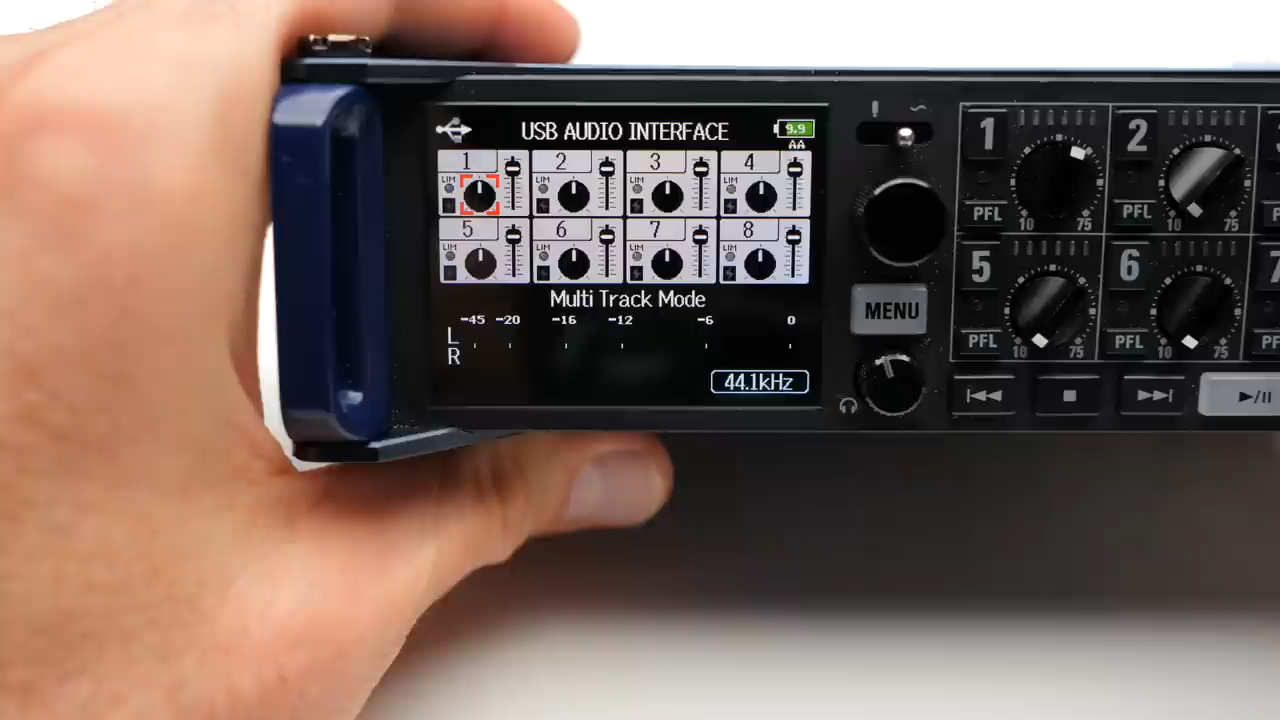 USB AUDIO INTERFACE
9.9
AA
1 2 3 4
LIM LIM LIM LIM
5 6 7 8
LIM LIM LIM LIM
Multi Track Mode
-45 -20 -16 -12 -6 0
L
R
44.1kHz
MENU
1 2
PFL 10 75 PFL 10 75
5 6 7
PFL 10 75 PFL 10 75